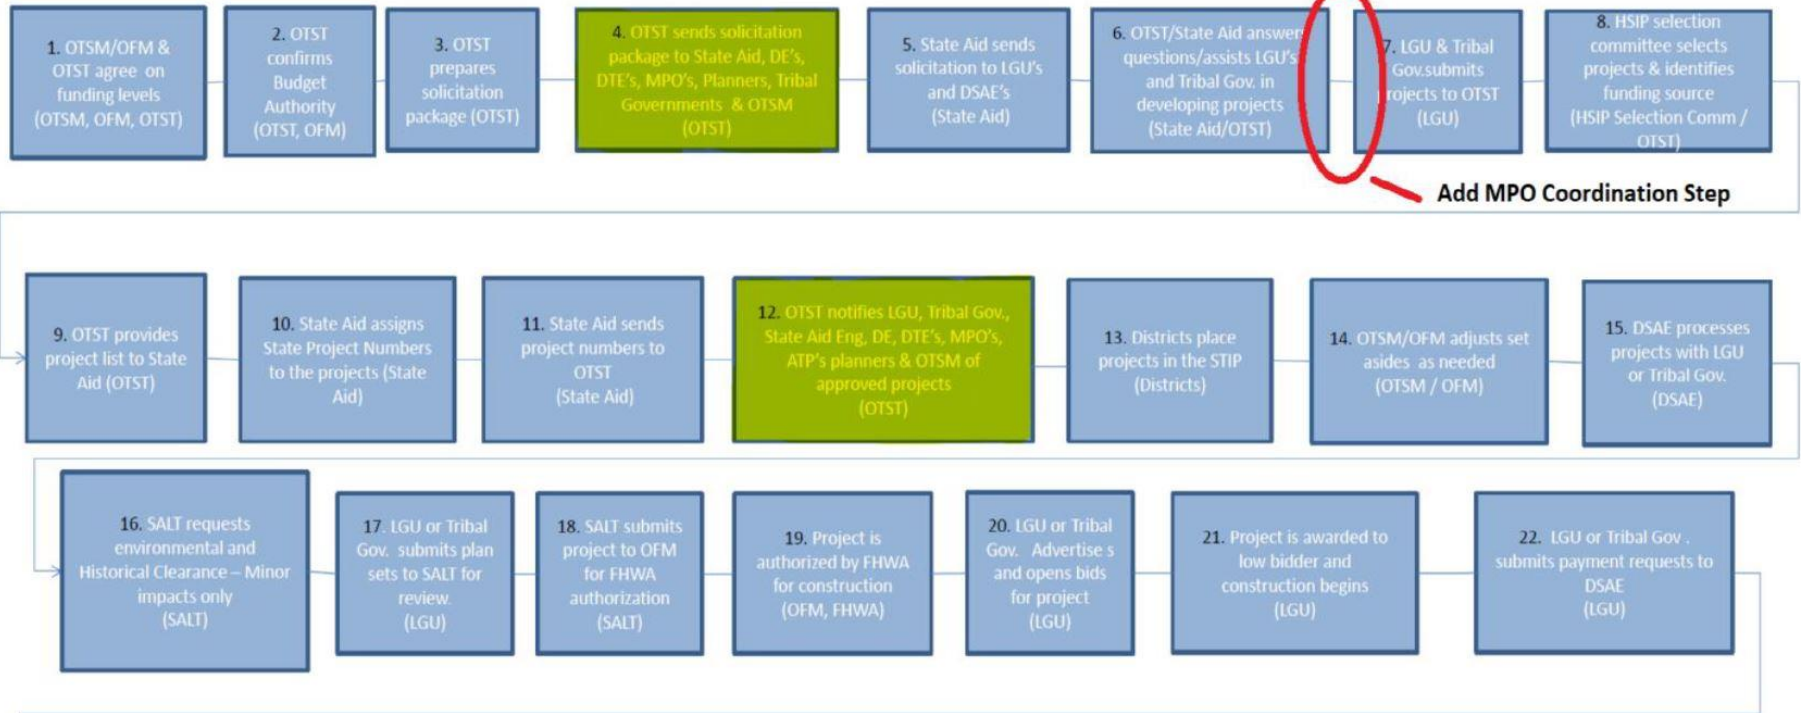 1. OTSM/OFM &
OTST agree on
funding levels
(OTSM, OFM, OTST)
2. OTST
confirms
Budget
Authority
(OTST, OFM)
3. OTST
prepares
solicitation
package (OTST)
4. OTST sends solicitation
package to State Aid, DE's,
DTE's, MPO's, Planners, Tribal
Governments & OTSM
(OTST)
5. State Aid sends
solicitation to LGU's
and DSAE's
(State Aid)
6. OTST/State Aid answers
questions/assists LGU's
and Tribal Gov. in
developing projects
(State Aid/OTST)
7. LGU & Tribal
Gov.submits
projects to OTST
(LGU)
8. HSIP selection
committee selects
projects & identifies
funding source
(HSIP Selection Comm /
OTST)
Add MPO Coordination Step
9. OTST provides
project list to State
Aid (OTST)
10. State Aid assigns
State Project Numbers
to the projects (State
Aid)
11. State Aid sends
project numbers to
OTST
(State Aid)
12. OTST notifies LGU, Tribal Gov.,
State Aid Eng, DE, DTE's, MPO's,
ATP's planners & OTSM of
approved projects
(OTST)
13. Districts place
projects in the STIP
(Districts)
14. OTSM/OFM adjusts set
asides as needed
(OTSM / OFM)
15. DSAE processes
projects with LGU
or Tribal Gov.
(DSAE)
16. SALT requests
environmental and
Historical Clearance – Minor
impacts only
(SALT)
17. LGU or Tribal
Gov. submits plan
sets to SALT for
review.
(LGU)
18. SALT submits
project to OFM
for FHWA
authorization
(SALT)
19. Project is
authorized by FHWA
for construction
(OFM, FHWA)
20. LGU or Tribal
Gov. Advertise s
and opens bids
for project
(LGU)
21. Project is awarded to
low bidder and
construction begins
(LGU)
22. LGU or Tribal Gov .
submits payment requests to
DSAE
(LGU)